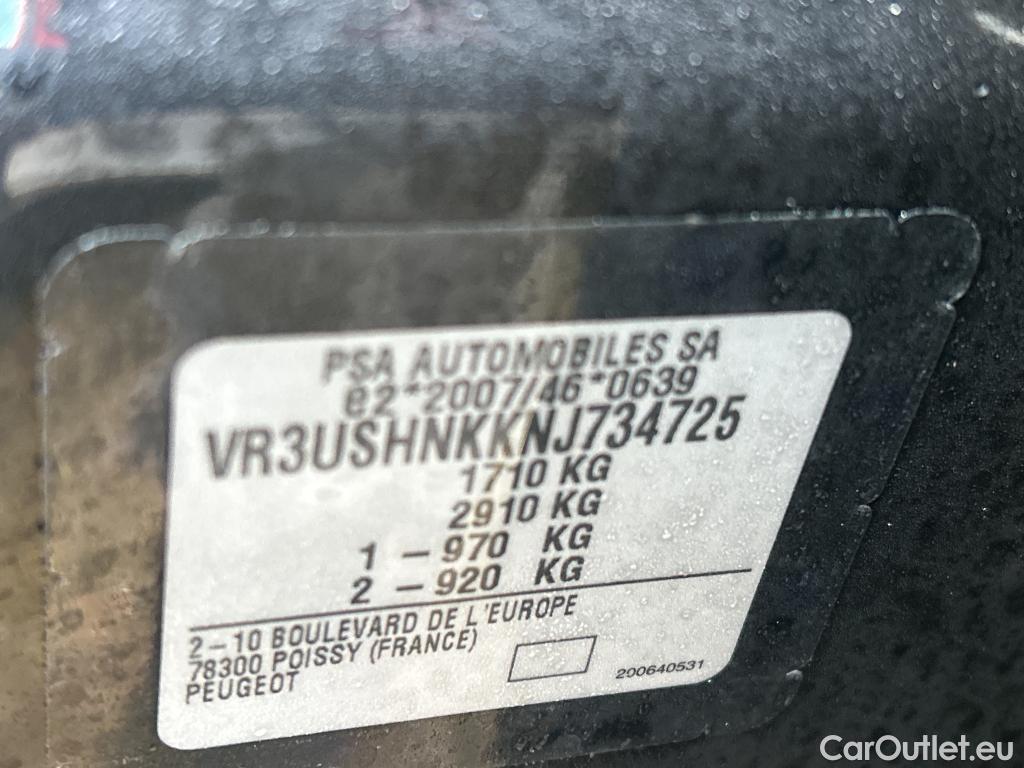 PSA AUTOMOBILES SA
e2*2007/46*0639
VR3USHNKKNJ734725
1710 KG
2910 KG
1 – 970 KG
2 – 920 KG
2–10 BOULEVARD DE L'EUROPE
78300 POISSY (FRANCE)
PEUGEOT
200640531
CarOutlet.eu